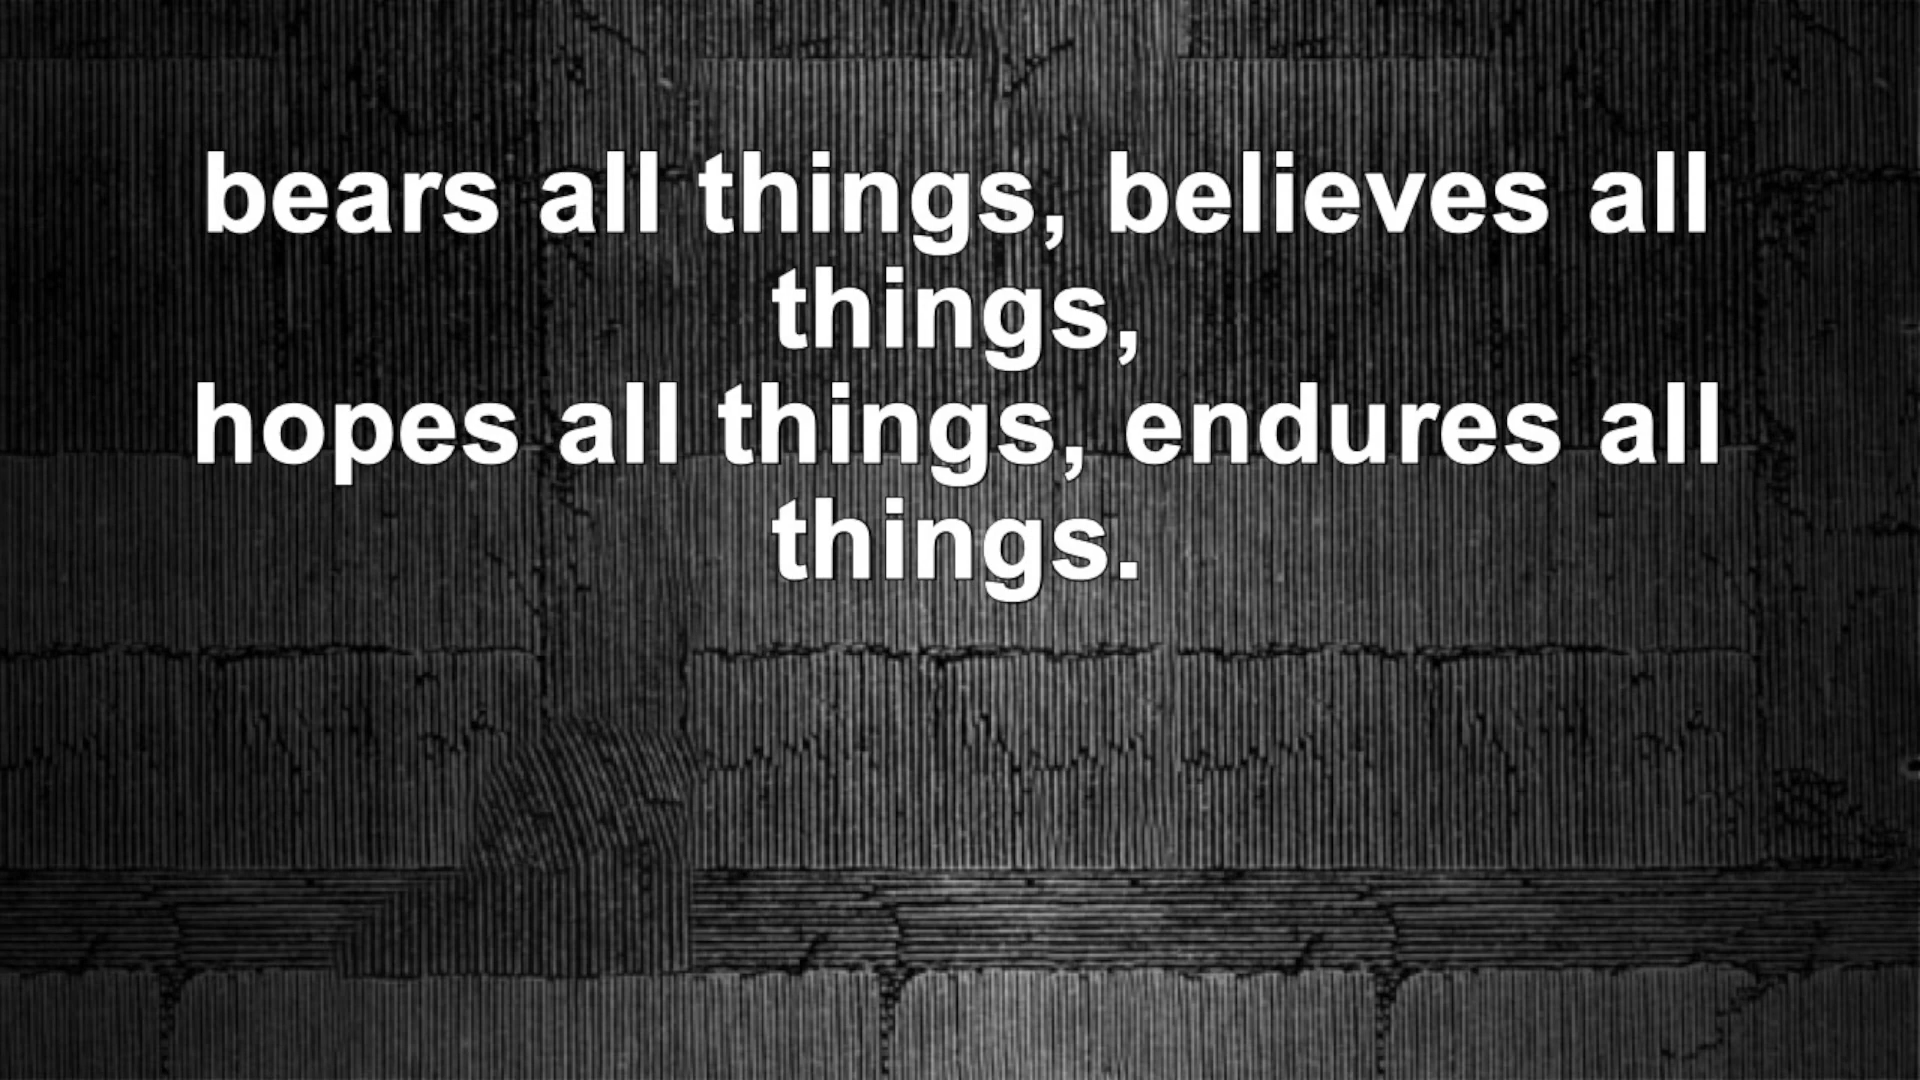 bears all things, believes all
things,
hopes all things, endures all
things.